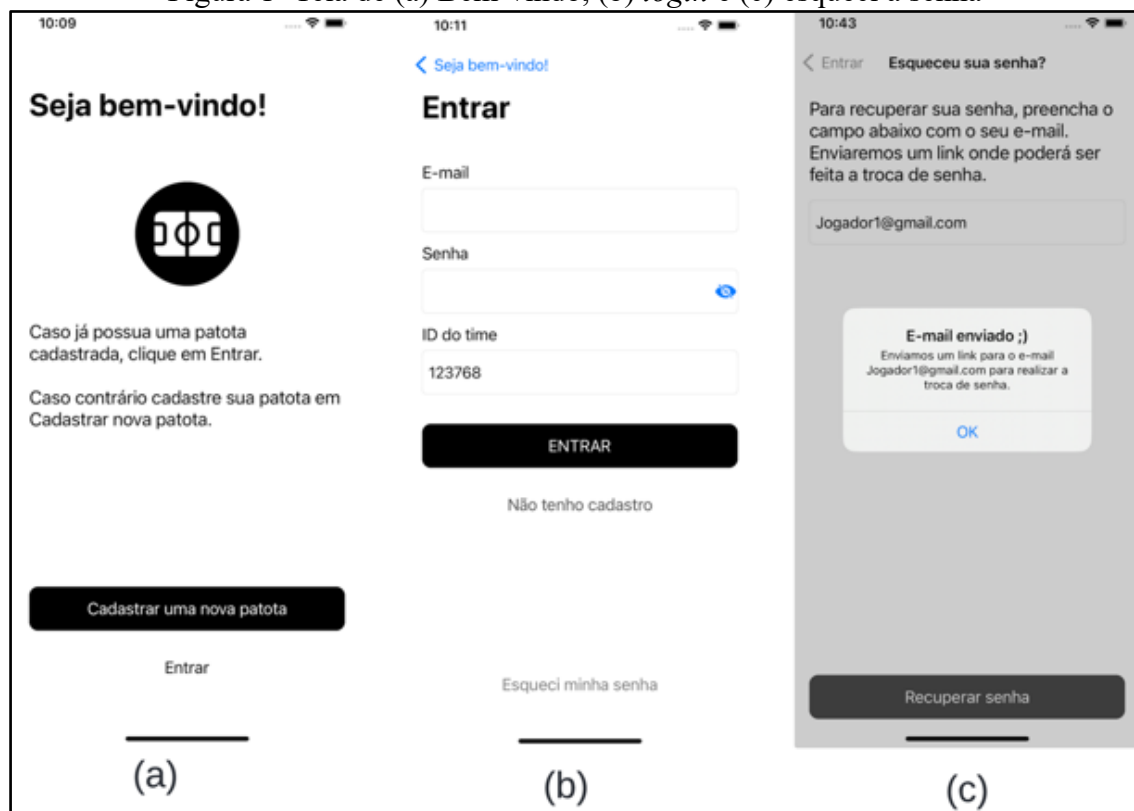 10:09
Seja bem-vindo!
Caso já possua uma patota
cadastrada, clique em Entrar.
Caso contrário cadastre sua patota em
Cadastrar nova patota.
Cadastrar uma nova patota
Entrar
(a)
10:11
Seja bem-vindo!
Entrar
E-mail
Senha
ID do time
123768
ENTRAR
Não tenho cadastro
Esqueci minha senha
(b)
10:43
Entrar Esqueceu sua senha?
Para recuperar sua senha, preencha o
campo abaixo com o seu e-mail.
Enviaremos um link onde poderá ser
feita a troca de senha.
Jogador1@gmail.com
E-mail enviado ;)
Enviamos um link para o e-mail
Jogador1@gmail.com para realizar a
troca de senha.
OK
Recuperar senha
(c)